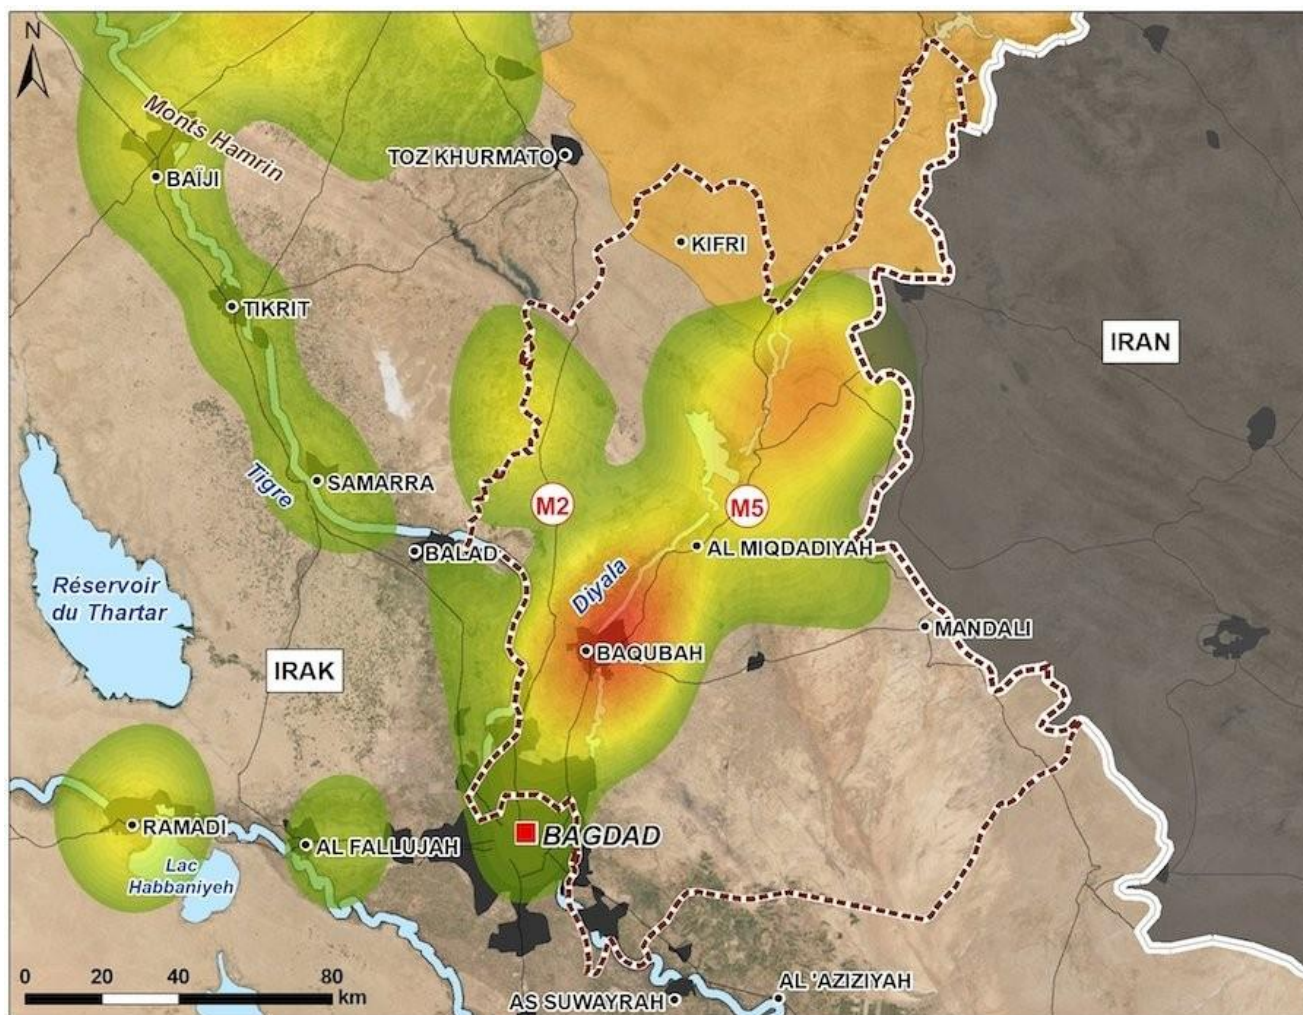 N
Monts Hamrin
TOZ KHURMATO
BAÏJI
KIFRI
TIKRIT
IRAN
SAMARRA
Tigre
M2
M5
BALAD
AL MIQDADIYAH
Diyala
Réservoir
du Thartar
MANDALI
BAQUBAH
IRAK
RAMADI
AL FALLUJAH
BAGDAD
Lac
Habbaniyeh
0 20 40 80
km
AS SUWAYRAH
AL 'AZIZIYAH